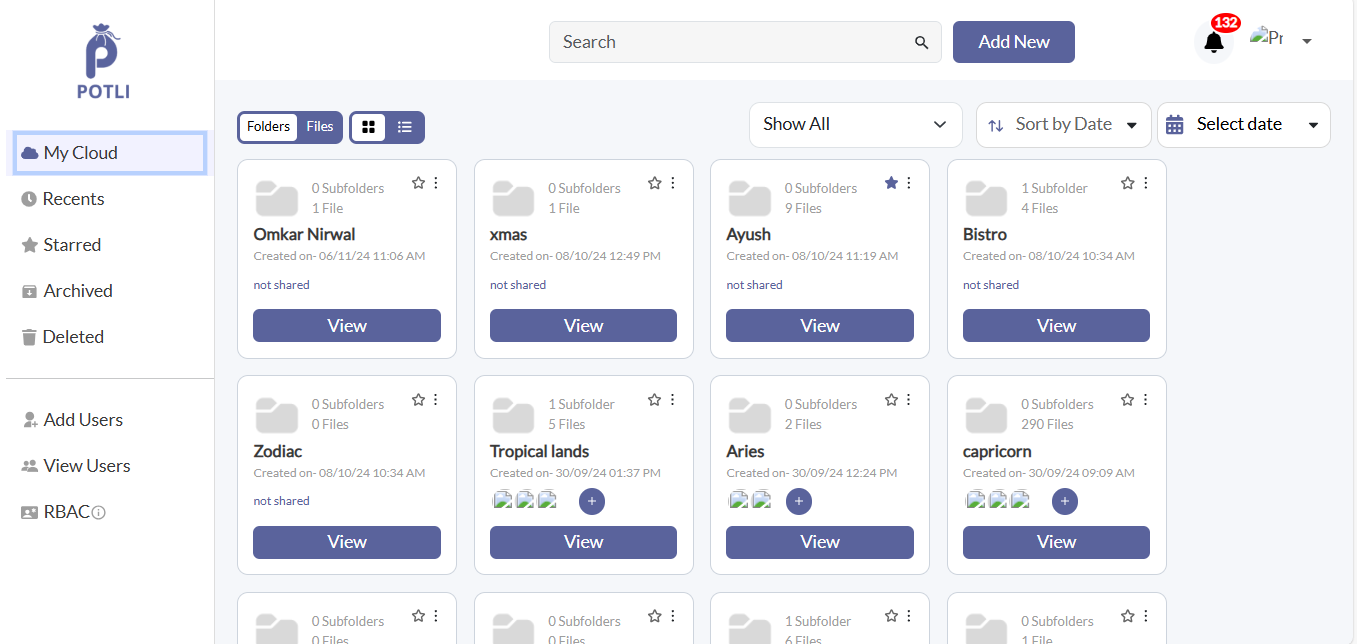 POTLI
My Cloud
Recents
Starred
Archived
Deleted
Add Users
View Users
RBAC
Search
Add New
132
Pr
Folders
Files
Show All
Sort by Date
Select date
0 Subfolders
1 File
Omkar Nirwal
Created on- 06/11/24 11:06 AM
not shared
View
0 Subfolders
1 File
xmas
Created on- 08/10/24 12:49 PM
not shared
View
0 Subfolders
9 Files
Ayush
Created on- 08/10/24 11:19 AM
not shared
View
1 Subfolder
4 Files
Bistro
Created on- 08/10/24 10:34 AM
not shared
View
0 Subfolders
0 Files
Zodiac
Created on- 08/10/24 10:34 AM
not shared
View
1 Subfolder
5 Files
Tropical lands
Created on- 30/09/24 01:37 PM
View
0 Subfolders
2 Files
Aries
Created on- 30/09/24 12:24 PM
View
0 Subfolders
290 Files
capricorn
Created on- 30/09/24 09:09 AM
View
0 Subfolders
0 Files
0 Subfolders
0 Files
1 Subfolder
6 Files
0 Subfolders
1 File